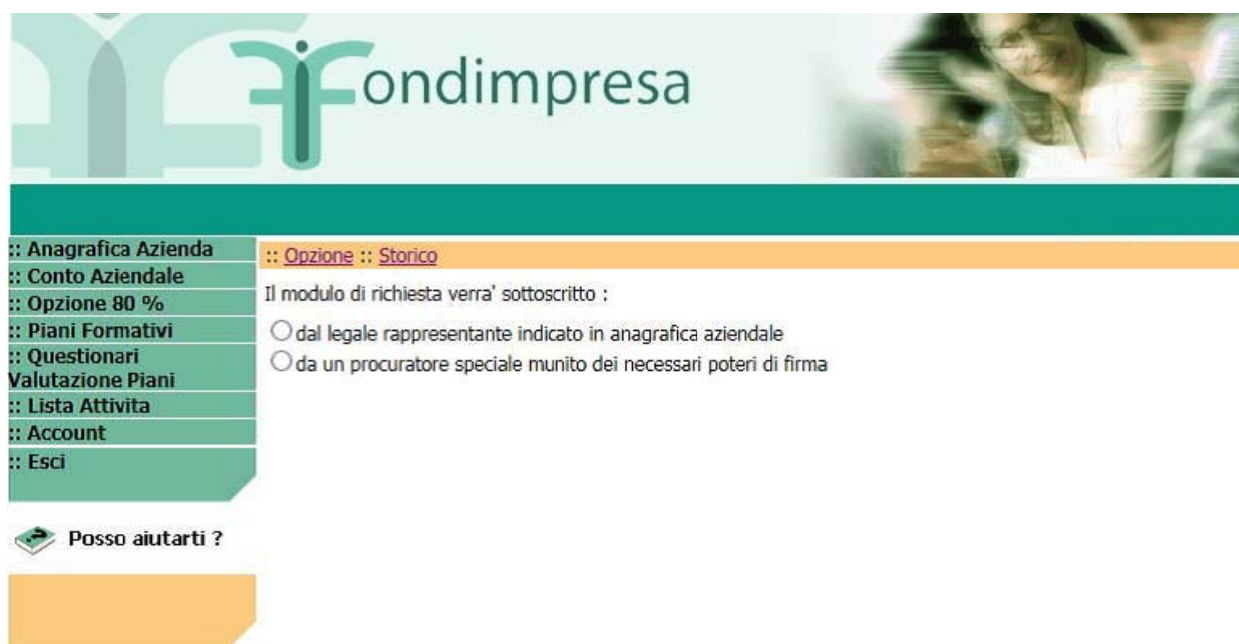 Fondimpresa
:: Anagrafica Azienda
:: Conto Aziendale
:: Opzione 80 %
:: Piani Formativi
:: Questionari
Valutazione Piani
:: Lista Attivita
:: Account
:: Esci
Posso aiutarti ?
:: Opzione :: Storico
Il modulo di richiesta verra' sottoscritto :
dal legale rappresentante indicato in anagrafica aziendale
da un procuratore speciale munito dei necessari poteri di firma